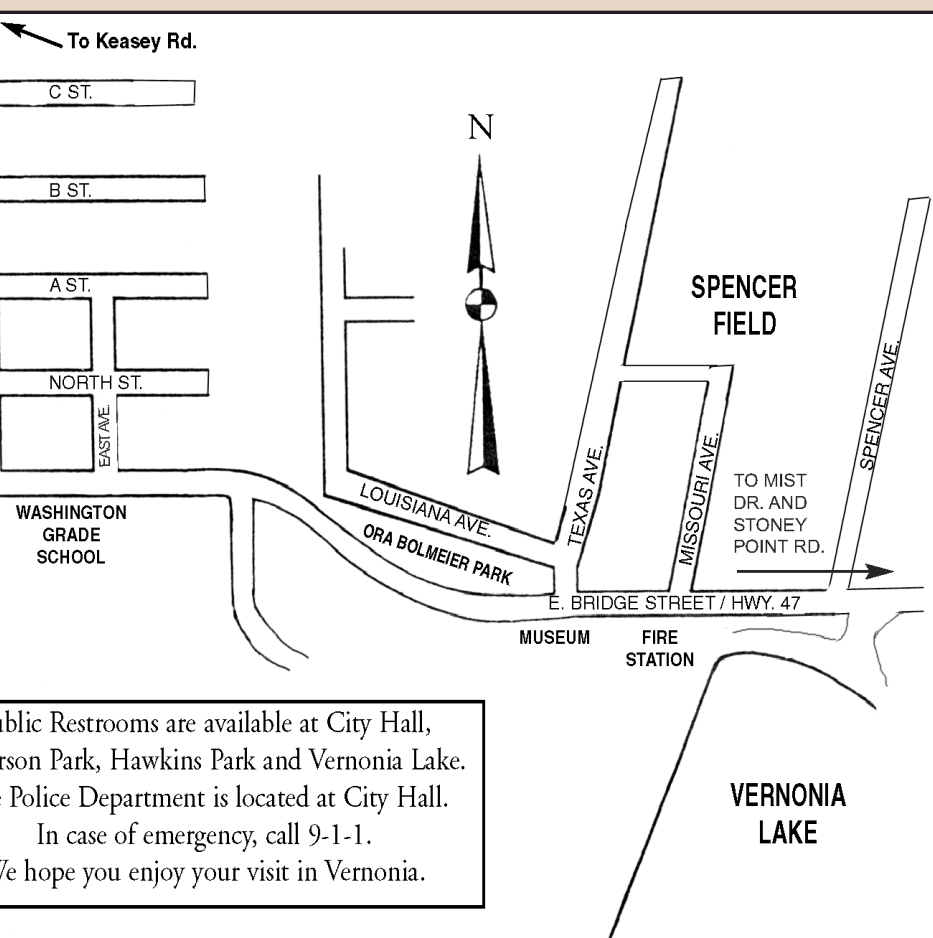 To Keasey Rd.
C ST.
N
B ST.
A ST.
SPENCER
FIELD
NORTH ST.
EAST AVE.
SPENCER AVE.
LOUISIANA AVE.
TEXAS AVE.
MISSOURI AVE.
TO MIST
DR. AND
STONEY
POINT RD.
WASHINGTON
GRADE
SCHOOL
ORA BOLMEIER PARK
E. BRIDGE STREET / HWY. 47
MUSEUM
FIRE
STATION
ublic Restrooms are available at City Hall,
rson Park, Hawkins Park and Vernonia Lake.
e Police Department is located at City Hall.
In case of emergency, call 9-1-1.
We hope you enjoy your visit in Vernonia.
VERNONIA
LAKE